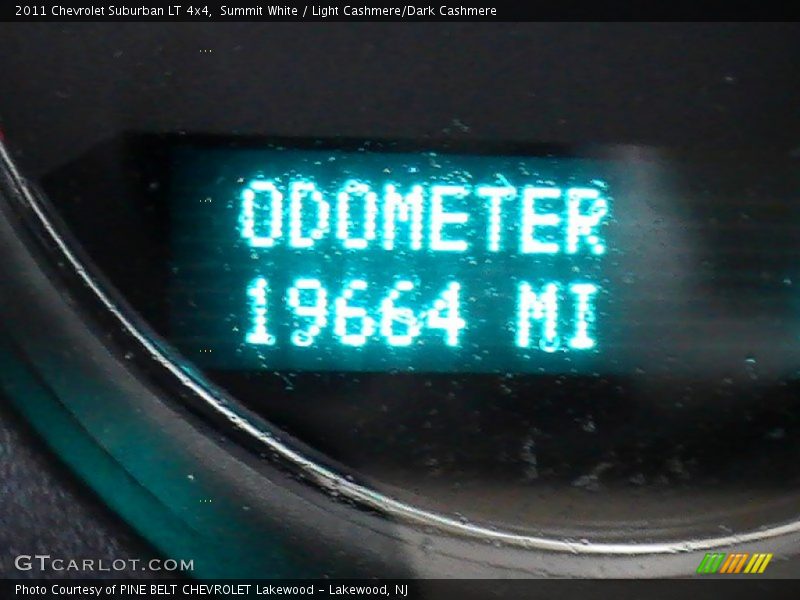 2011 Chevrolet Suburban LT 4x4,  Summit White / Light Cashmere/Dark Cashmere
ODOMETER
19664 MI
GTCARLOT.COM
Photo Courtesy of PINE BELT CHEVROLET Lakewood - Lakewood, NJ